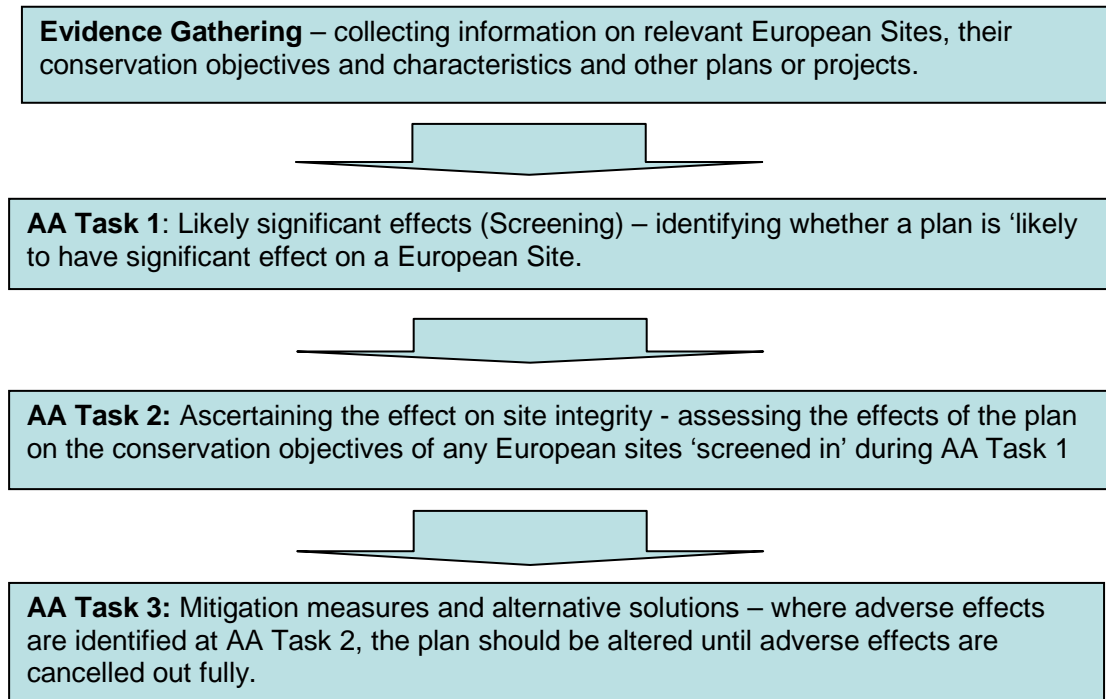 Evidence Gathering – collecting information on relevant European Sites, their
conservation objectives and characteristics and other plans or projects.
AA Task 1: Likely significant effects (Screening) – identifying whether a plan is ‘likely
to have significant effect on a European Site.
AA Task 2: Ascertaining the effect on site integrity - assessing the effects of the plan
on the conservation objectives of any European sites ‘screened in’ during AA Task 1
AA Task 3: Mitigation measures and alternative solutions – where adverse effects
are identified at AA Task 2, the plan should be altered until adverse effects are
cancelled out fully.